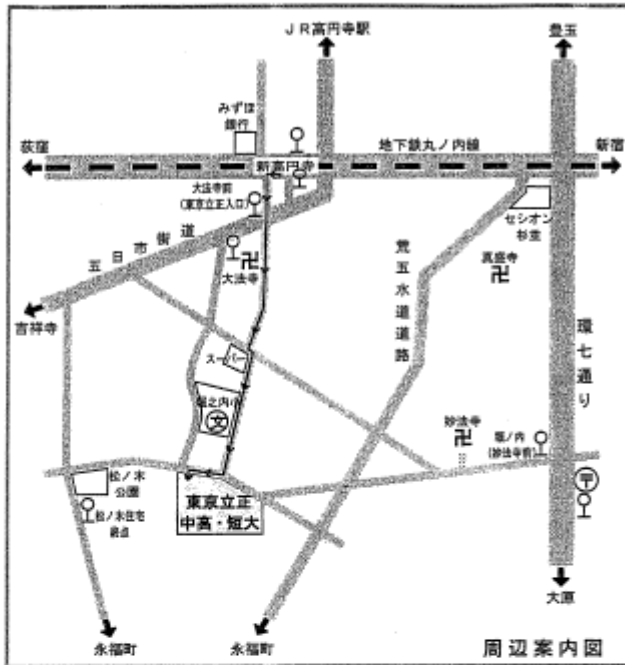 JR高円寺駅
豊玉
みずほ
銀行
荻窪
地下鉄丸ノ内線
新宿
新高円寺
大法寺前
(東京立正入口)
セシオン
杉並
五日市街道
大法寺
荒玉水道道路
真盛寺
吉祥寺
環七通り
スーパー
堀之内小
文
妙法寺
堀ノ内
(妙法寺前)
松ノ木
公園
東京立正
中高・短大
松ノ木住宅
終点
大原
永福町
永福町
周辺案内図